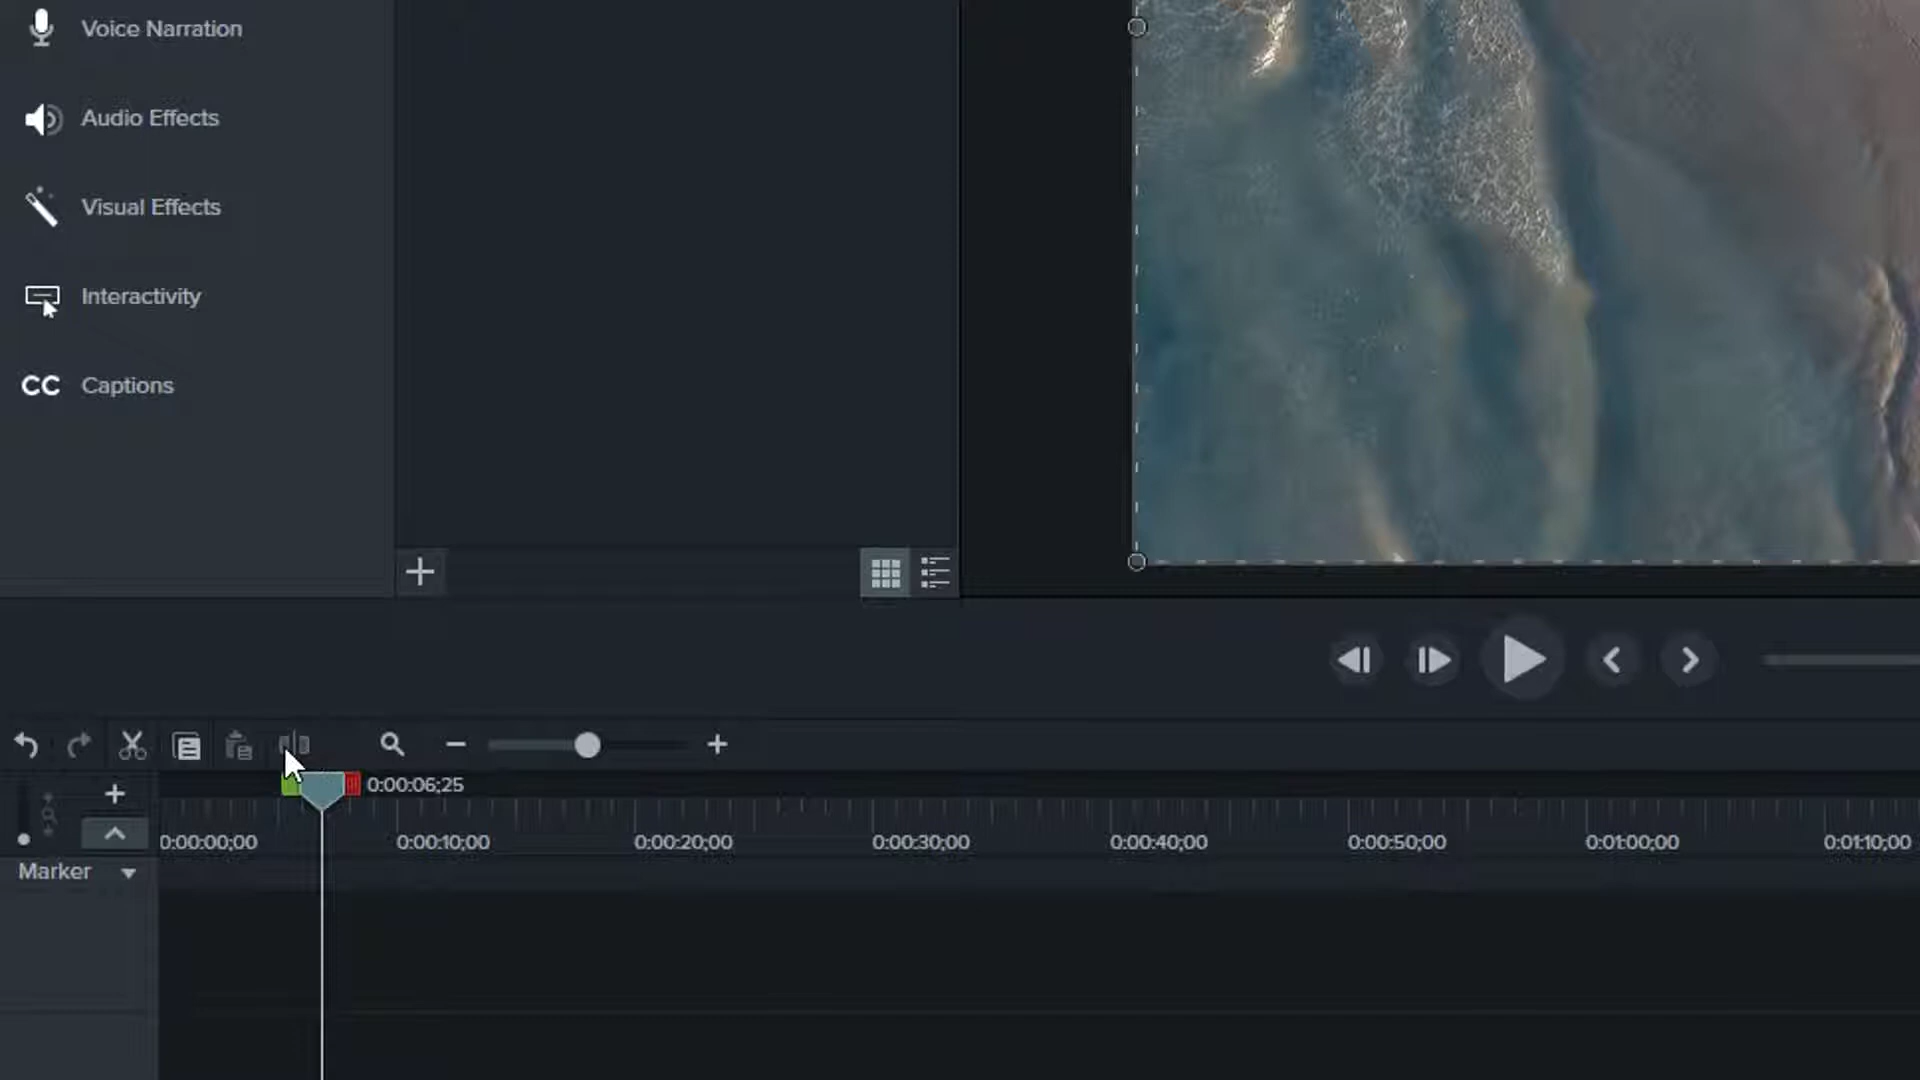 Voice Narration
Audio Effects
Visual Effects
Interactivity
CC Captions
0:00:06;25
0:00:00;00 0:00:10;00 0:00:20;00 0:00:30;00 0:00:40;00 0:00:50;00 0:01:00;00 0:01:10;00
Marker